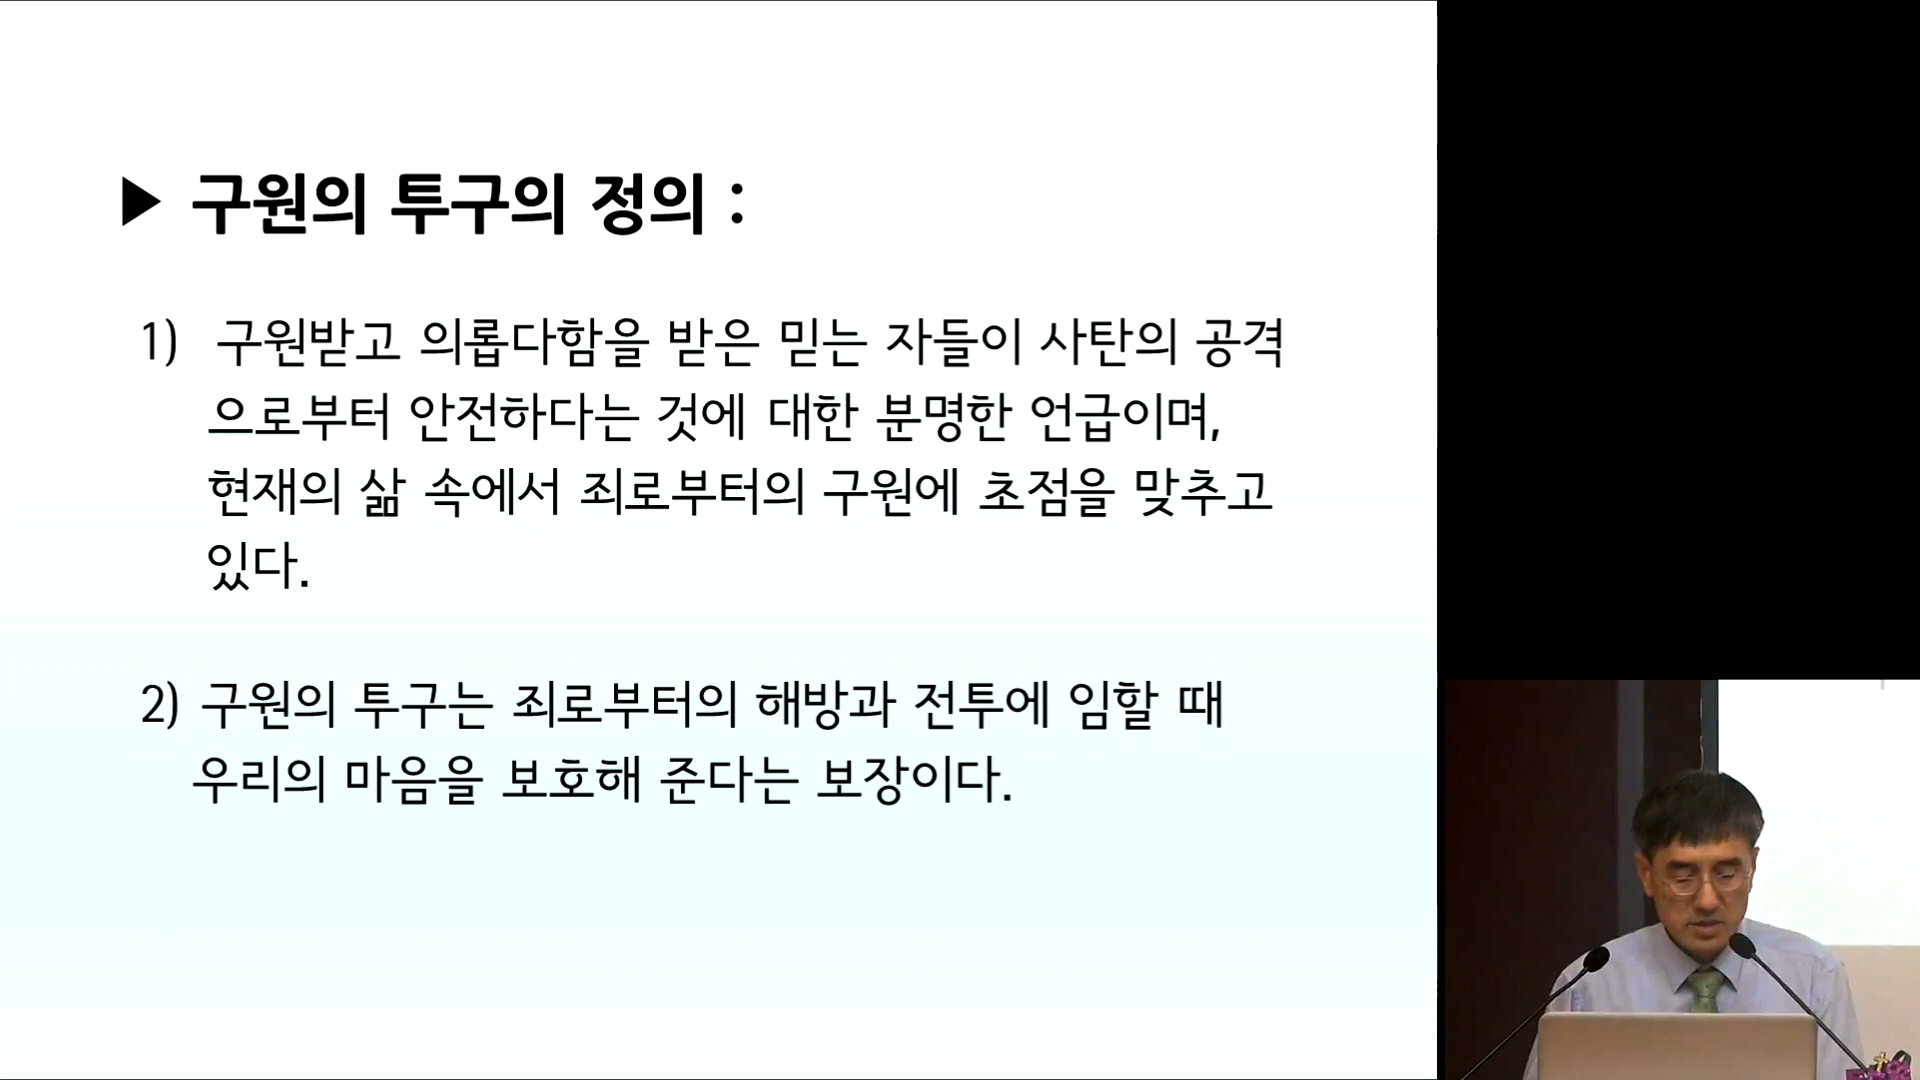 ▶ 구원의 투구의 정의 :
1) 구원받고 의롭다함을 받은 믿는 자들이 사탄의 공격
으로부터 안전하다는 것에 대한 분명한 언급이며,
현재의 삶 속에서 죄로부터의 구원에 초점을 맞추고
있다.
2) 구원의 투구는 죄로부터의 해방과 전투에 임할 때
우리의 마음을 보호해 준다는 보장이다.